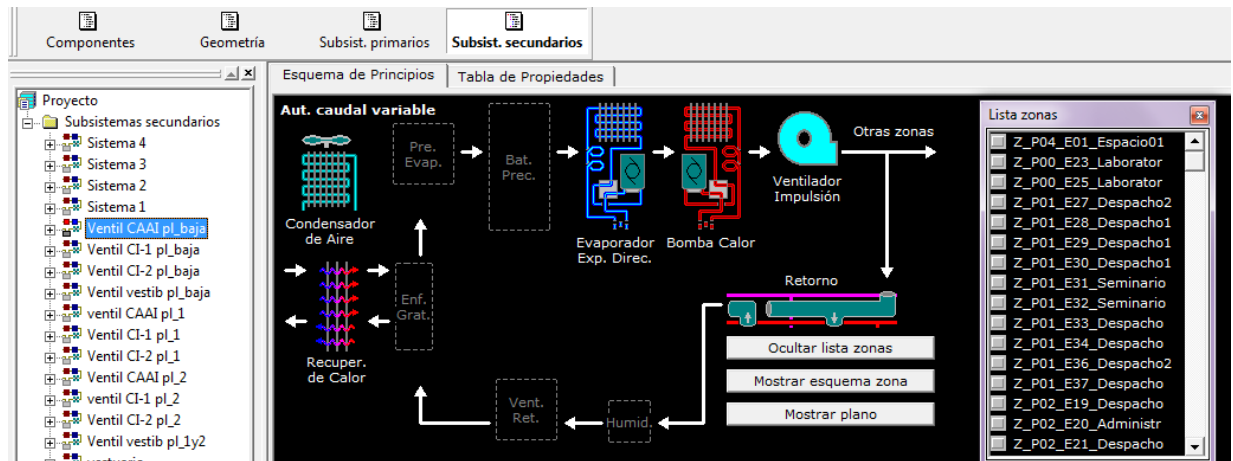 Componentes
Geometría
Subsist. primarios
Subsist. secundarios
Proyecto
Subsistemas secundarios
Sistema 4
Sistema 3
Sistema 2
Sistema 1
Ventil CAAI pl_baja
Ventil CI-1 pl_baja
Ventil CI-2 pl_baja
Ventil vestib pl_baja
ventil CAAI pl_1
Ventil CI-1 pl_1
Ventil CI-2 pl_1
Ventil CAAI pl_2
ventil CI-1 pl_2
Ventil CI-2 pl_2
Ventil vestib pl_1y2
Esquema de Principios
Tabla de Propiedades
Aut. caudal variable
Condensador
de Aire
Pre.
Evap.
Bat.
Prec.
Evaporador
Exp. Direc.
Bomba Calor
Ventilador
Impulsión
Otras zonas
Recuper.
de Calor
Enf.
Grat.
Retorno
Vent.
Ret.
Humid.
Ocultar lista zonas
Mostrar esquema zona
Mostrar plano
Lista zonas
Z_P04_E01_Espacio01
Z_P00_E23_Laborator
Z_P00_E25_Laborator
Z_P01_E27_Despacho2
Z_P01_E28_Despacho1
Z_P01_E29_Despacho1
Z_P01_E30_Despacho1
Z_P01_E31_Seminario
Z_P01_E32_Seminario
Z_P01_E33_Despacho
Z_P01_E34_Despacho
Z_P01_E36_Despacho2
Z_P01_E37_Despacho
Z_P02_E19_Despacho
Z_P02_E20_Administr
Z_P02_E21_Despacho